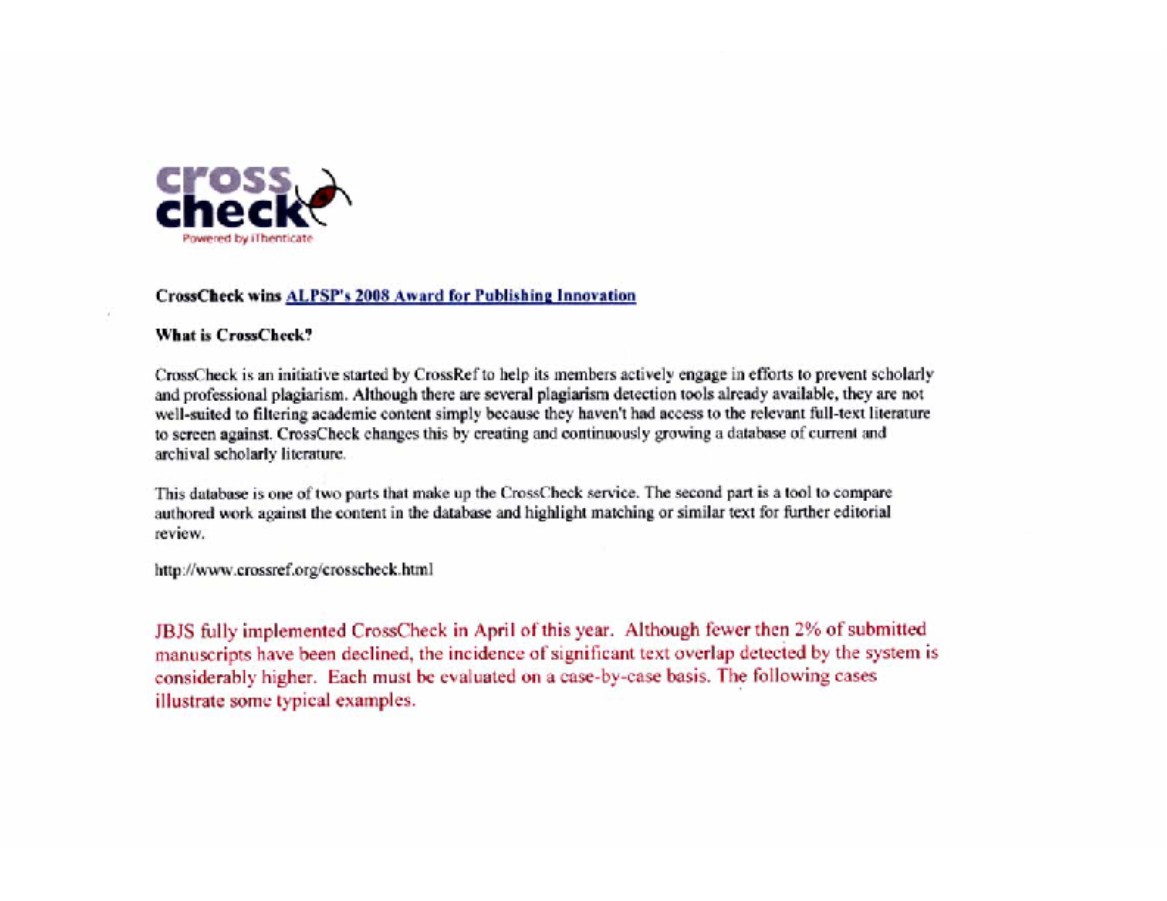 cross
check
Powered by iThenticate
CrossCheck wins ALPSP's 2008 Award for Publishing Innovation
What is CrossCheck?
CrossCheck is an initiative started by CrossRef to help its members actively engage in efforts to prevent scholarly
and professional plagiarism. Although there are several plagiarism detection tools already available, they are not
well-suited to filtering academic content simply because they haven't had access to the relevant full-text literature
to screen against. CrossCheck changes this by creating and continuously growing a database of current and
archival scholarly literature.
This database is one of two parts that make up the CrossCheck service. The second part is a tool to compare
authored work against the content in the database and highlight matching or similar text for further editorial
review.
http://www.crossref.org/crosscheck.html
JBJS fully implemented CrossCheck in April of this year. Although fewer then 2% of submitted
manuscripts have been declined, the incidence of significant text overlap detected by the system is
considerably higher. Each must be evaluated on a case-by-case basis. The following cases
illustrate some typical examples.